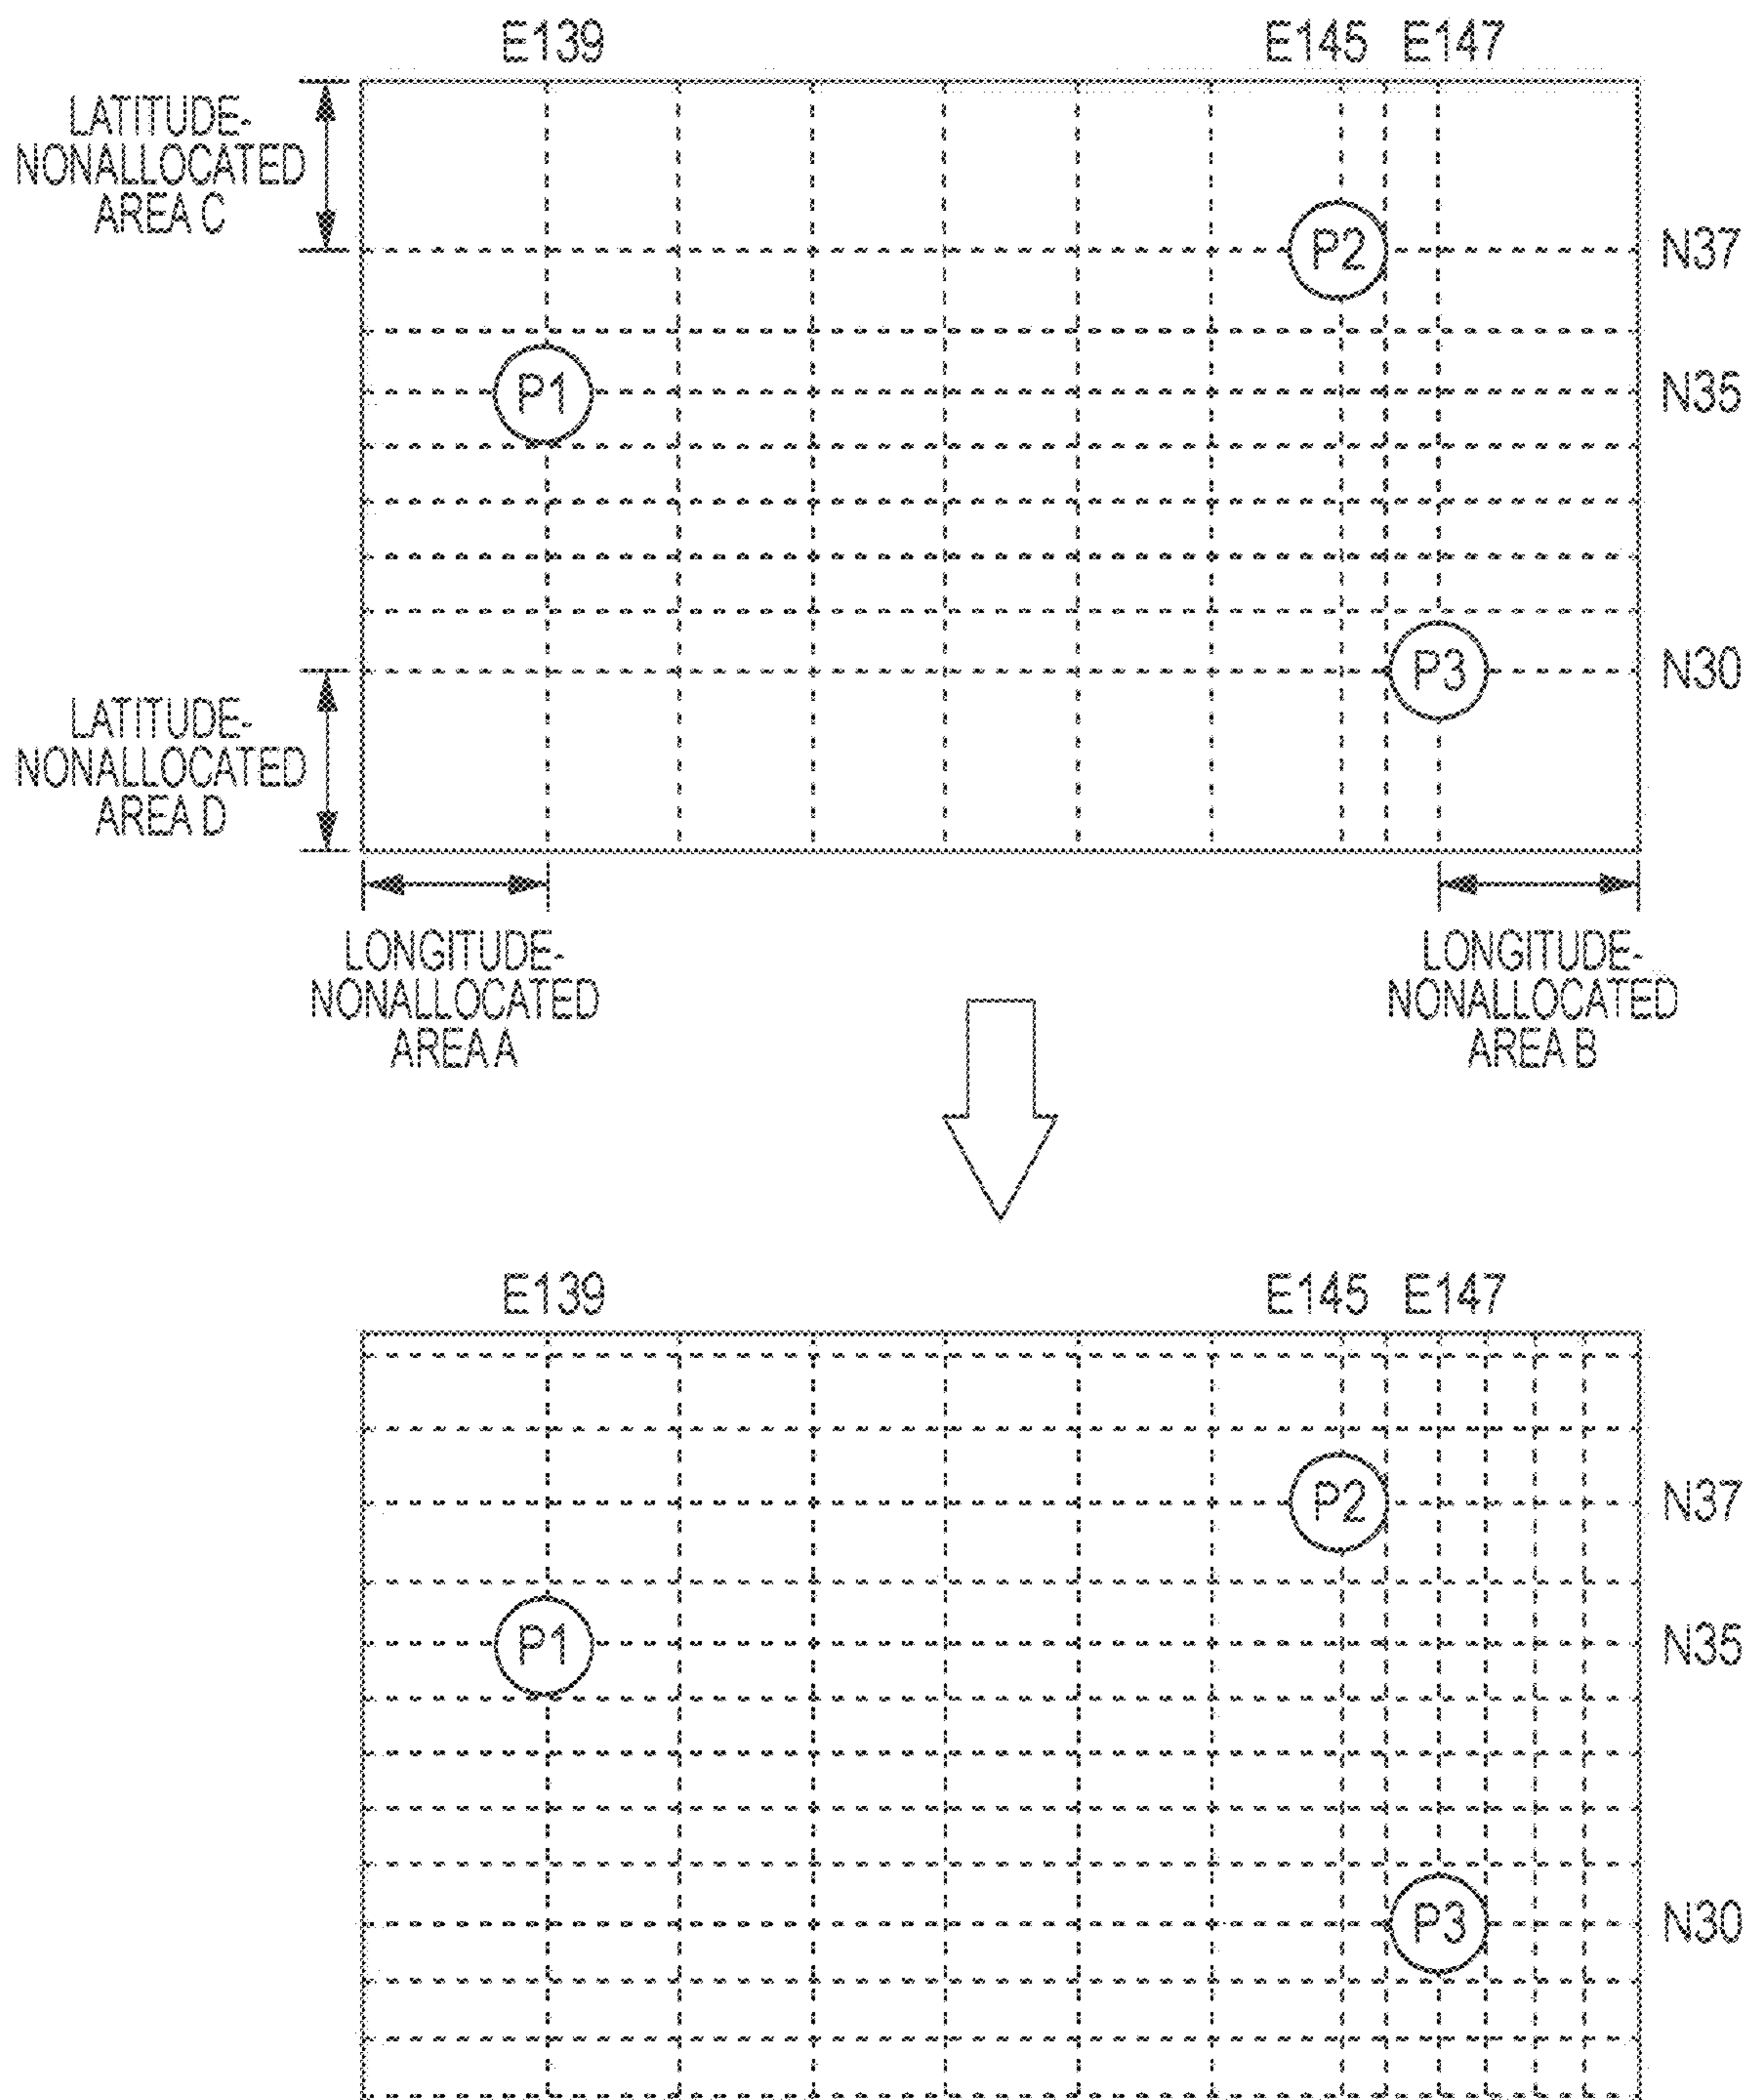 E139 E145 E147
LATITUDE-
NONALLOCATED
AREA C
P2 N37
P1 N35
P3 N30
LATITUDE-
NONALLOCATED
AREA D
LONGITUDE-
NONALLOCATED
AREA A
LONGITUDE-
NONALLOCATED
AREA B
E139 E145 E147
P2 N37
P1 N35
P3 N30